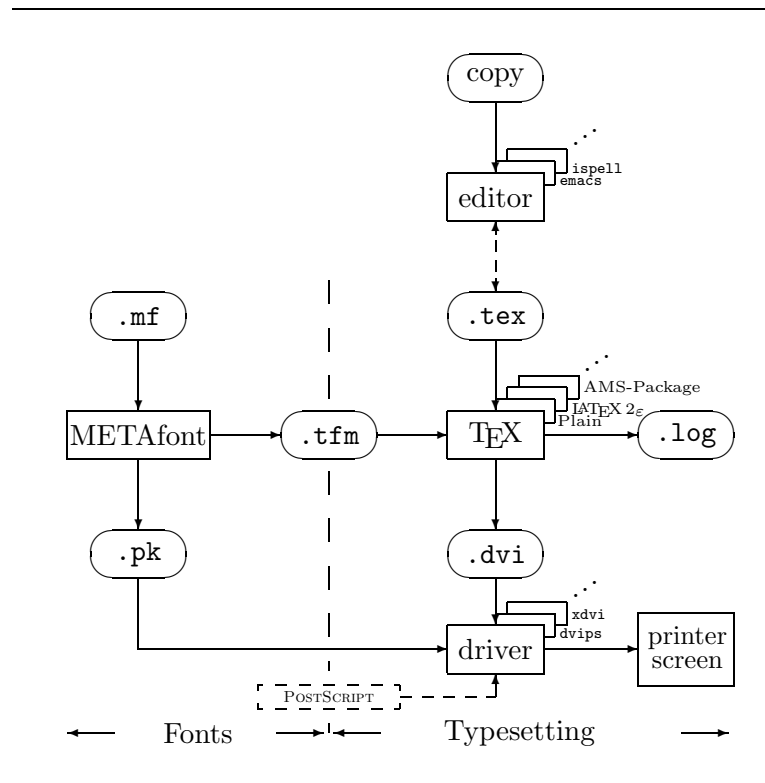 copy
⋰
ispell
emacs
editor
.mf
.tex
⋰
AMS-Package
LATEX 2ε
Plain
METAfont
.tfm
TEX
.log
.pk
.dvi
⋰
xdvi
dvips
driver
printer
screen
POSTSCRIPT
Fonts
Typesetting